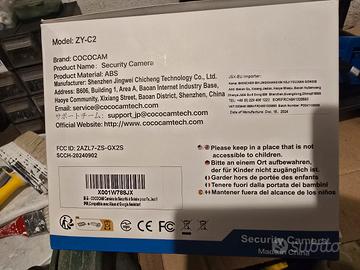 Model: ZY-C2
Brand: COCOCAM
Product Name: Security Camera
Product Material: ABS
Manufacturer: Shenzhen Jingwei Chicheng Technology Co., Ltd.
Address: B606, Building 1, Area A, Baoan Internet Industry Base,
Haoye Community, Xixiang Street, Baoan District, Shenzhen, China
Email: service@cococamtech.com
サポートチーム: support_jp@cococamtech.com
Official Website: http://www.cococamtech.com
FCC ID: 2AZL7-ZS-GX2S
SCCH-20240902
X001W788JX
Please keep in a place that is not
accessible to children.
Bitte an einem Ort aufbewahren,
der für Kinder nicht zugänglich ist.
Garder hors de portée des enfants
Tenere fuori dalla portata dei bambini
Mantener fuera del alcance de los niños
CE FC
Security Camera
Made in China
Subito